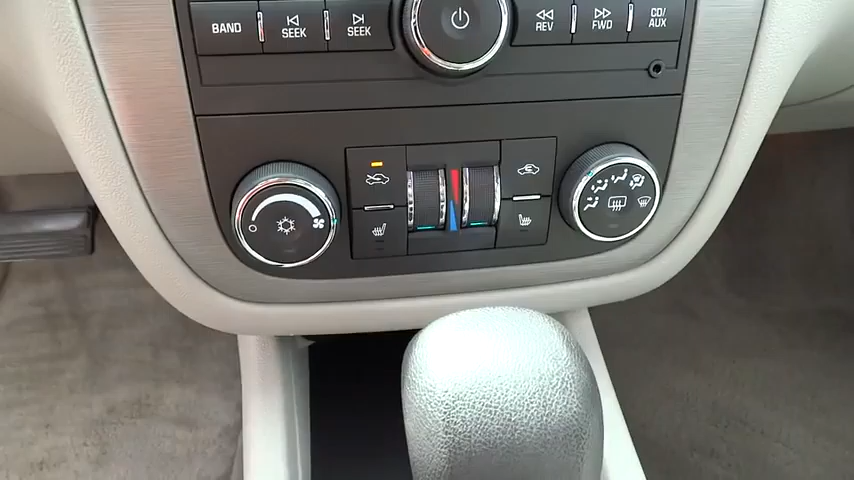 BAND
SEEK
SEEK
REV
FWD
CD/
AUX